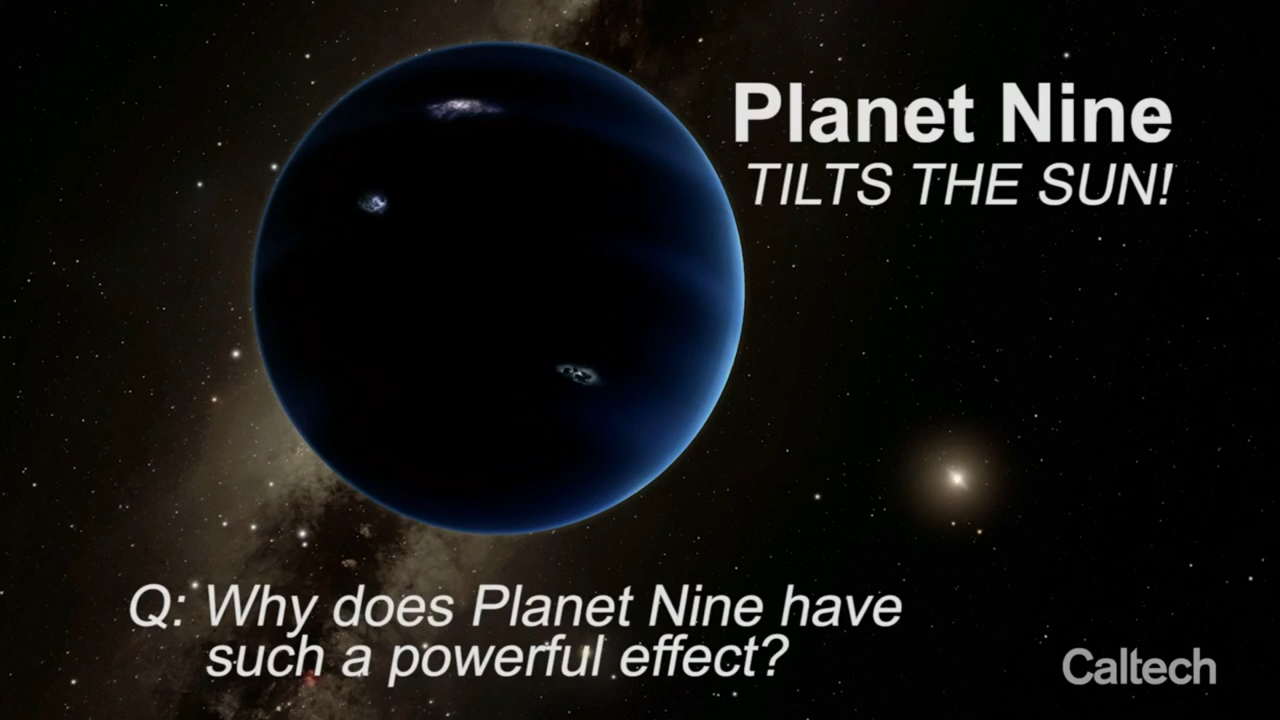 Planet Nine
TILTS THE SUN!
Q: Why does Planet Nine have
such a powerful effect?
Caltech